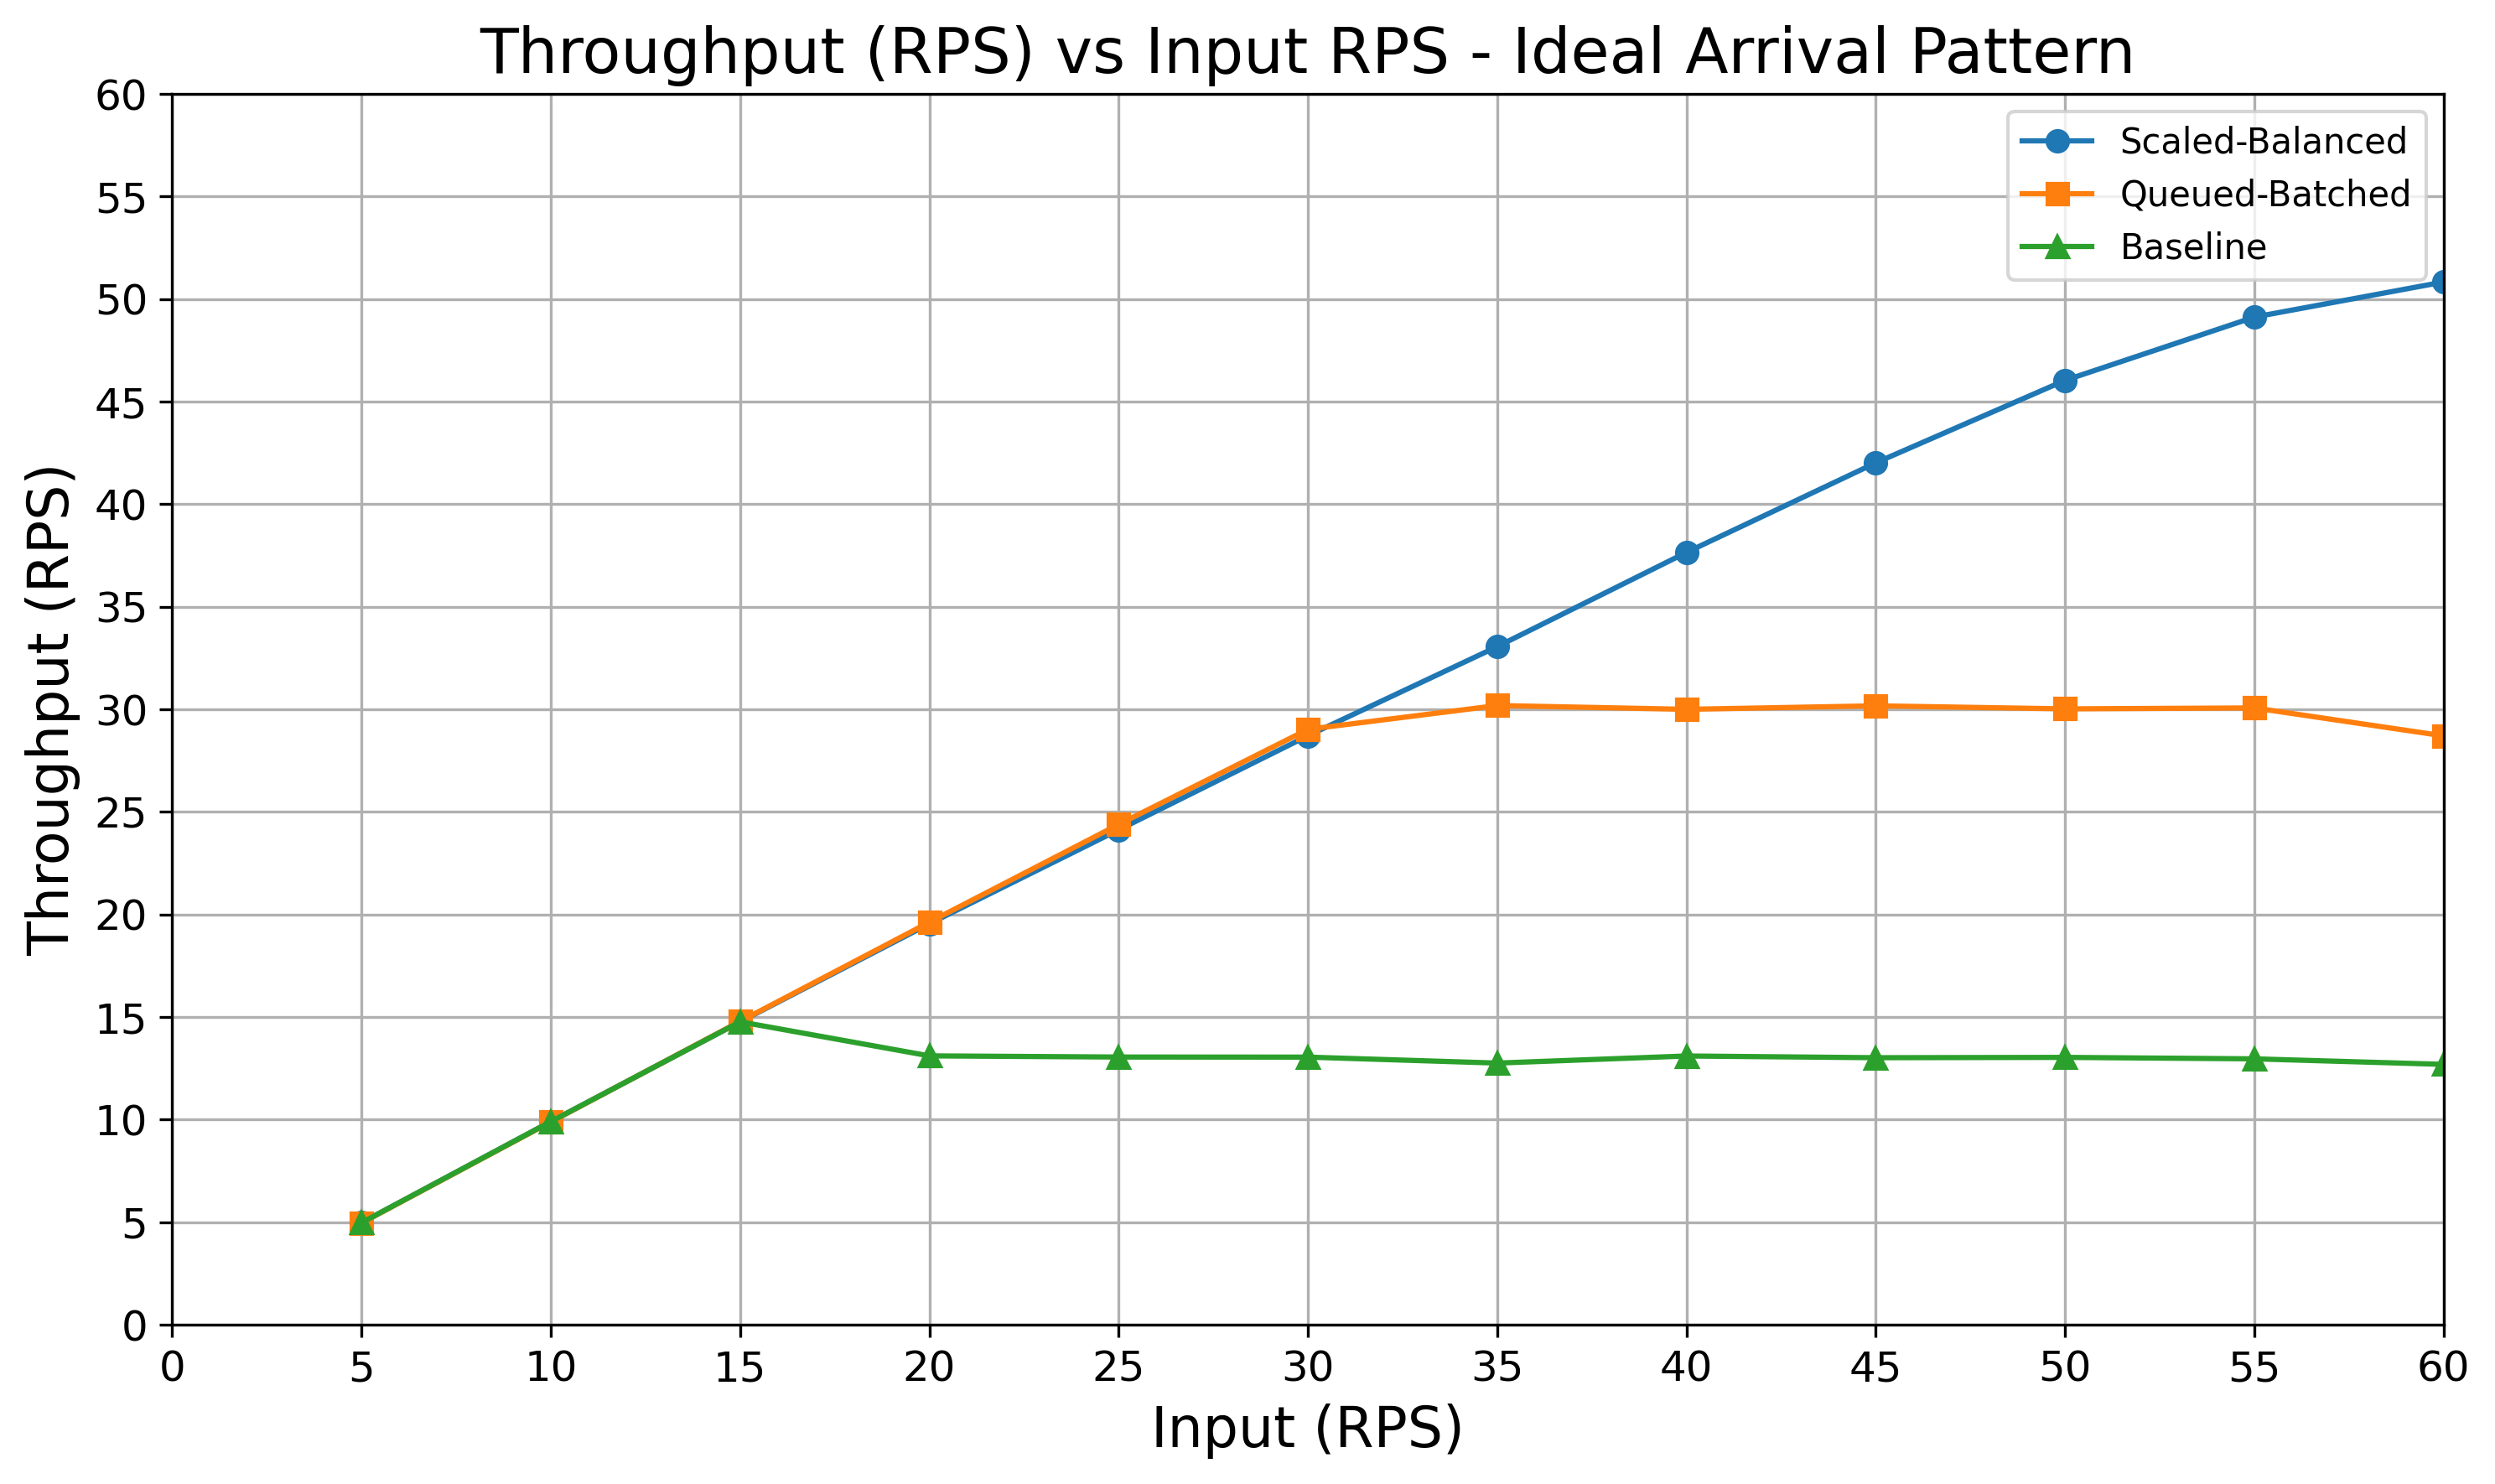 Throughput (RPS) vs Input RPS - Ideal Arrival Pattern
Throughput (RPS)
60
55
50
45
40
35
30
25
20
15
10
5
0
Scaled-Balanced
Queued-Batched
Baseline
0 5 10 15 20 25 30 35 40 45 50 55 60
Input (RPS)